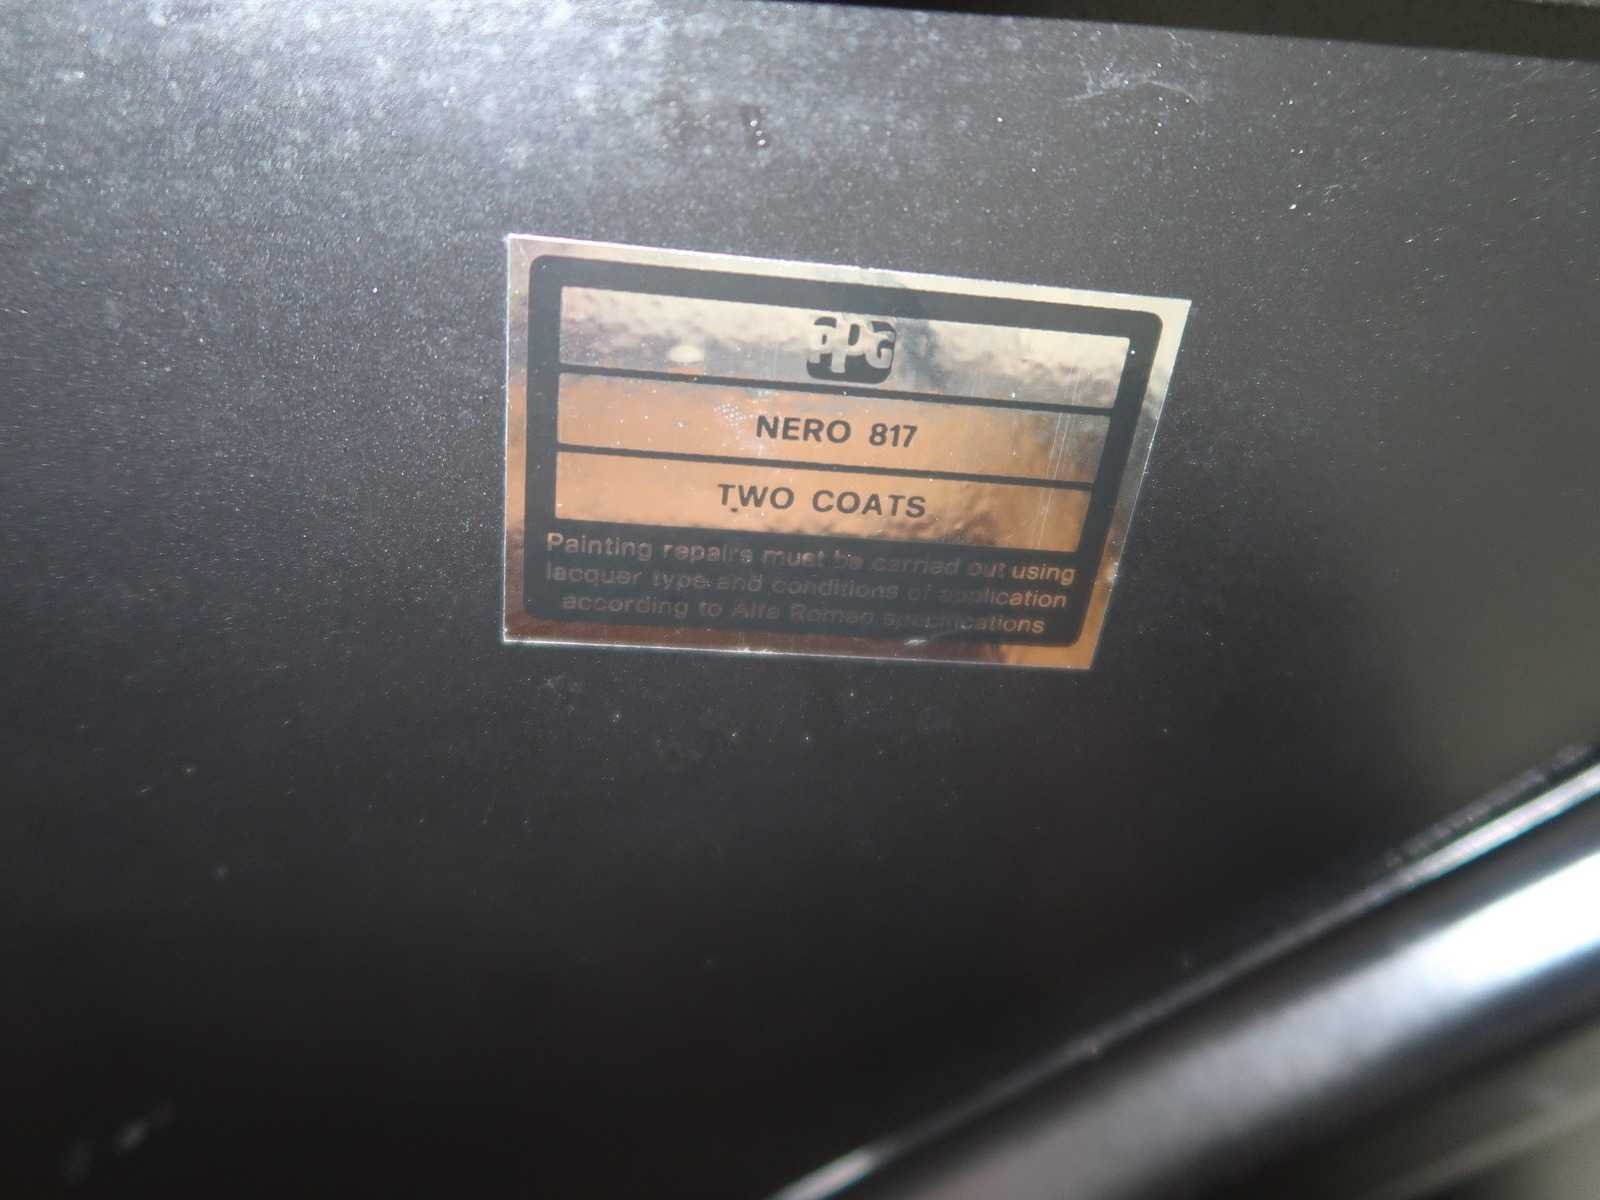 PPG
NERO 817
TWO COATS
Painting repairs must be carried out using
lacquer type and conditions of application
according to Alfa Romeo specifications